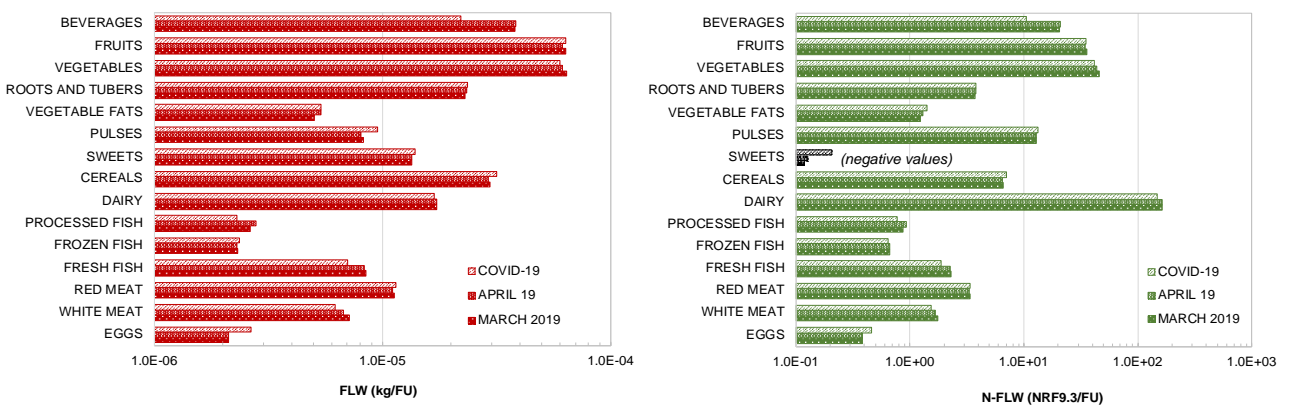 BEVERAGES
FRUITS
VEGETABLES
ROOTS AND TUBERS
VEGETABLE FATS
PULSES
SWEETS
CEREALS
DAIRY
PROCESSED FISH
FROZEN FISH
FRESH FISH
RED MEAT
WHITE MEAT
EGGS
COVID-19
APRIL 19
MARCH 2019
1.0E-06 1.0E-05 1.0E-04
FLW (kg/FU)
BEVERAGES
FRUITS
VEGETABLES
ROOTS AND TUBERS
VEGETABLE FATS
PULSES
SWEETS (negative values)
CEREALS
DAIRY
PROCESSED FISH
FROZEN FISH
FRESH FISH
RED MEAT
WHITE MEAT
EGGS
COVID-19
APRIL 19
MARCH 2019
1.0E-01 1.0E+00 1.0E+01 1.0E+02 1.0E+03
N-FLW (NRF9.3/FU)